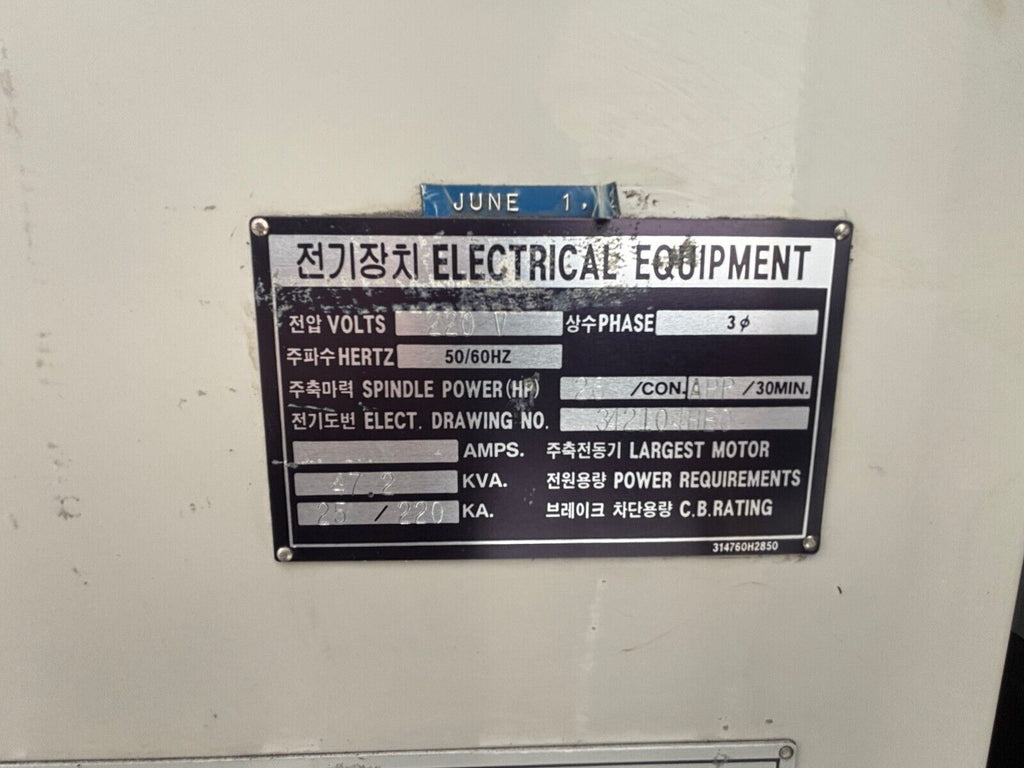 JUNE 1,
전기장치 ELECTRICAL EQUIPMENT
전압 VOLTS 220 V 상수 PHASE 3φ
주파수 HERTZ 50/60HZ
주축마력 SPINDLE POWER (HP) /CON. /30MIN.
전기도번 ELECT. DRAWING NO.
AMPS. 주축전동기 LARGEST MOTOR
47.2 KVA. 전원용량 POWER REQUIREMENTS
25 / 220 KA. 브레이크 차단용량 C.B.RATING
314760H2850